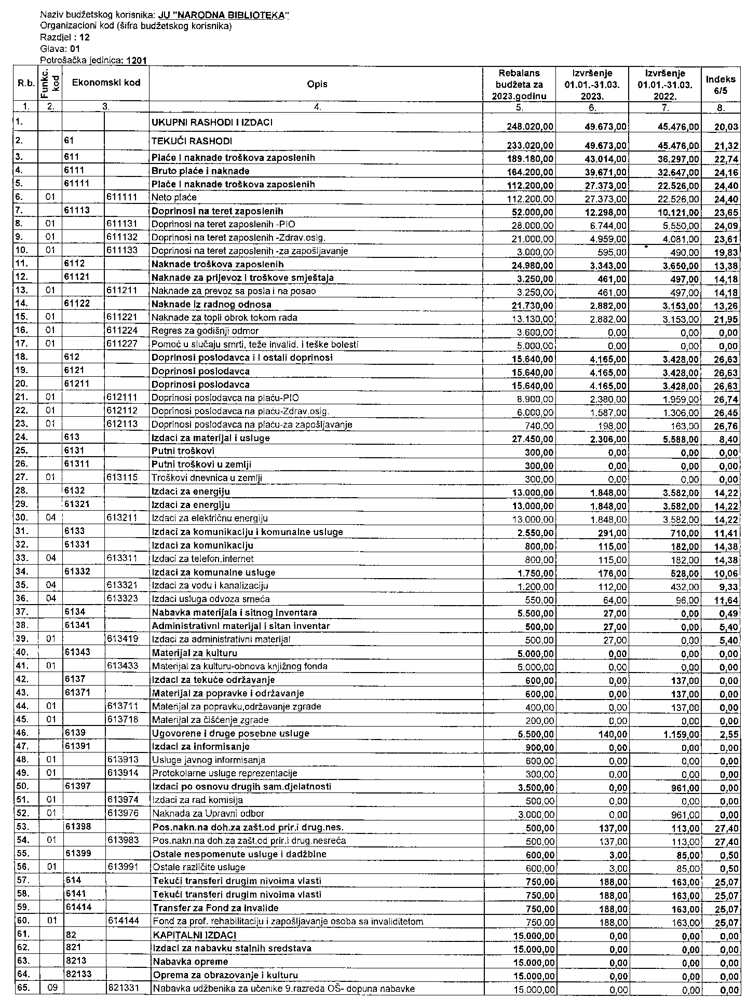 Naziv budžetskog korisnika: JU "NARODNA BIBLIOTEKA"
Organizacioni kod (šifra budžetskog korisnika)
Razdjel : 12
Glava: 01
Potrošačka jedinica: 1201
R.b. Funkc. kod Ekonomski kod Opis Rebalans budžeta za 2023.godinu Izvršenje 01.01.-31.03. 2023. Izvršenje 01.01.-31.03. 2022. Indeks 6/5
1. 2. 3. 4. 5. 6. 7. 8.
1. UKUPNI RASHODI I IZDACI 248.020,00 49.673,00 45.476,00 20,03
2. 61 TEKUĆI RASHODI 233.020,00 49.673,00 45.476,00 21,32
3. 611 Plaće i naknade troškova zaposlenih 189.180,00 43.014,00 36.297,00 22,74
4. 6111 Bruto plaće i naknade 164.200,00 39.671,00 32.647,00 24,16
5. 61111 Plaće i naknade troškova zaposlenih 112.200,00 27.373,00 22.526,00 24,40
6. 01 611111 Neto plaće 112.200,00 27.373,00 22.526,00 24,40
7. 61113 Doprinosi na teret zaposlenih 52.000,00 12.298,00 10.121,00 23,65
8. 01 611131 Doprinosi na teret zaposlenih -PIO 28.000,00 6.744,00 5.550,00 24,09
9. 01 611132 Doprinosi na teret zaposlenih -Zdrav.osig. 21.000,00 4.959,00 4.081,00 23,61
10. 01 611133 Doprinosi na teret zaposlenih -za zapošljavanje 3.000,00 595,00 490,00 19,83
11. 6112 Naknade troškova zaposlenih 24.980,00 3.343,00 3.650,00 13,38
12. 61121 Naknade za prijevoz i troškove smještaja 3.250,00 461,00 497,00 14,18
13. 01 611211 Naknade za prevoz sa posla i na posao 3.250,00 461,00 497,00 14,18
14. 61122 Naknade iz radnog odnosa 21.730,00 2.882,00 3.153,00 13,26
15. 01 611221 Naknade za topli obrok tokom rada 13.130,00 2.882,00 3.153,00 21,95
16. 01 611224 Regres za godišnji odmor 3.600,00 0,00 0,00 0,00
17. 01 611227 Pomoć u slučaju smrti, teže invalid. i teške bolesti 5.000,00 0,00 0,00 0,00
18. 612 Doprinosi poslodavca i i ostali doprinosi 15.640,00 4.165,00 3.428,00 26,63
19. 6121 Doprinosi poslodavca 15.640,00 4.165,00 3.428,00 26,63
20. 61211 Doprinosi poslodavca 15.640,00 4.165,00 3.428,00 26,63
21. 01 612111 Doprinosi poslodavca na plaću-PIO 8.900,00 2.380,00 1.959,00 26,74
22. 01 612112 Doprinosi poslodavca na plaću-Zdrav.osig. 6.000,00 1.587,00 1.306,00 26,45
23. 01 612113 Doprinosi poslodavca na plaću-za zapošljavanje 740,00 198,00 163,00 26,76
24. 613 Izdaci za materijal i usluge 27.450,00 2.306,00 5.588,00 8,40
25. 6131 Putni troškovi 300,00 0,00 0,00 0,00
26. 61311 Putni troškovi u zemlji 300,00 0,00 0,00 0,00
27. 01 613115 Troškovi dnevnica u zemlji 300,00 0,00 0,00 0,00
28. 6132 Izdaci za energiju 13.000,00 1.848,00 3.582,00 14,22
29. 61321 Izdaci za energiju 13.000,00 1.848,00 3.582,00 14,22
30. 04 613211 Izdaci za električnu energiju 13.000,00 1.848,00 3.582,00 14,22
31. 6133 Izdaci za komunikaciju i komunalne usluge 2.550,00 291,00 710,00 11,41
32. 61331 Izdaci za komunikaciju 800,00 115,00 182,00 14,38
33. 04 613311 Izdaci za telefon,internet 800,00 115,00 182,00 14,38
34. 61332 Izdaci za komunalne usluge 1.750,00 176,00 528,00 10,06
35. 04 613321 Izdaci za vodu i kanalizaciju 1.200,00 112,00 432,00 9,33
36. 04 613323 Izdaci usluga odvoza smeća 550,00 64,00 96,00 11,64
37. 6134 Nabavka materijala i sitnog inventara 5.500,00 27,00 0,00 0,49
38. 61341 Administrativni materijal i sitan inventar 500,00 27,00 0,00 5,40
39. 01 613419 Izdaci za administrativni materijal 500,00 27,00 0,00 5,40
40. 61343 Materijal za kulturu 5.000,00 0,00 0,00 0,00
41. 01 613433 Materijal za kulturu-obnova knjižnog fonda 5.000,00 0,00 0,00 0,00
42. 6137 Izdaci za tekuće održavanje 600,00 0,00 137,00 0,00
43. 61371 Materijal za popravke i održavanje 600,00 0,00 137,00 0,00
44. 01 613711 Materijal za popravku,održavanje zgrade 400,00 0,00 137,00 0,00
45. 01 613718 Materijal za čišćenje zgrade 200,00 0,00 0,00 0,00
46. 6139 Ugovorene i druge posebne usluge 5.500,00 140,00 1.159,00 2,55
47. 61391 Izdaci za informisanje 900,00 0,00 0,00 0,00
48. 01 613913 Usluge javnog informisanja 600,00 0,00 0,00 0,00
49. 01 613914 Protokolarne usluge reprezentacije 300,00 0,00 0,00 0,00
50. 61397 Izdaci po osnovu drugih sam.djelatnosti 3.500,00 0,00 961,00 0,00
51. 01 613974 Izdaci za rad komisija 500,00 0,00 0,00 0,00
52. 01 613976 Naknada za Upravni odbor 3.000,00 0,00 961,00 0,00
53. 61398 Pos.nakn.na doh.za zašt.od prir.i drug.nes. 500,00 137,00 113,00 27,40
54. 01 613983 Pos.nakn.na doh.za zašt.od prir.i drug.nesreća 500,00 137,00 113,00 27,40
55. 61399 Ostale nespomenute usluge i dadžbine 600,00 3,00 85,00 0,50
56. 01 613991 Ostale različite usluge 600,00 3,00 85,00 0,50
57. 614 Tekući transferi drugim nivoima vlasti 750,00 188,00 163,00 25,07
58. 6141 Tekući transferi drugim nivoima vlasti 750,00 188,00 163,00 25,07
59. 61414 Transfer za Fond za invalide 750,00 188,00 163,00 25,07
60. 01 614144 Fond za prof. rehabilitaciju i zapošljavanje osoba sa invaliditetom 750,00 188,00 163,00 25,07
61. 82 KAPITALNI IZDACI 15.000,00 0,00 0,00 0,00
62. 821 Izdaci za nabavku stalnih sredstava 15.000,00 0,00 0,00 0,00
63. 8213 Nabavka opreme 15.000,00 0,00 0,00 0,00
64. 82133 Oprema za obrazovanje i kulturu 15.000,00 0,00 0,00 0,00
65. 09 821331 Nabavka udžbenika za učenike 9.razreda OŠ- dopuna nabavke 15.000,00 0,00 0,00 0,00